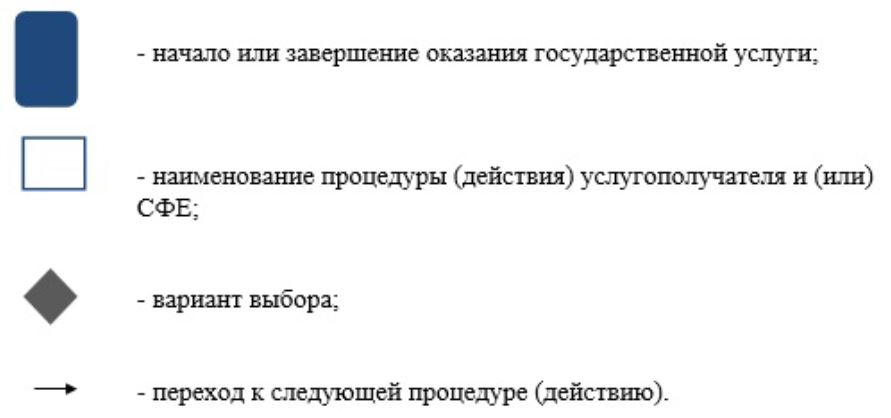 - начало или завершение оказания государственной услуги;
- наименование процедуры (действия) услугополучателя и (или)
СФЕ;
- вариант выбора;
- переход к следующей процедуре (действию).